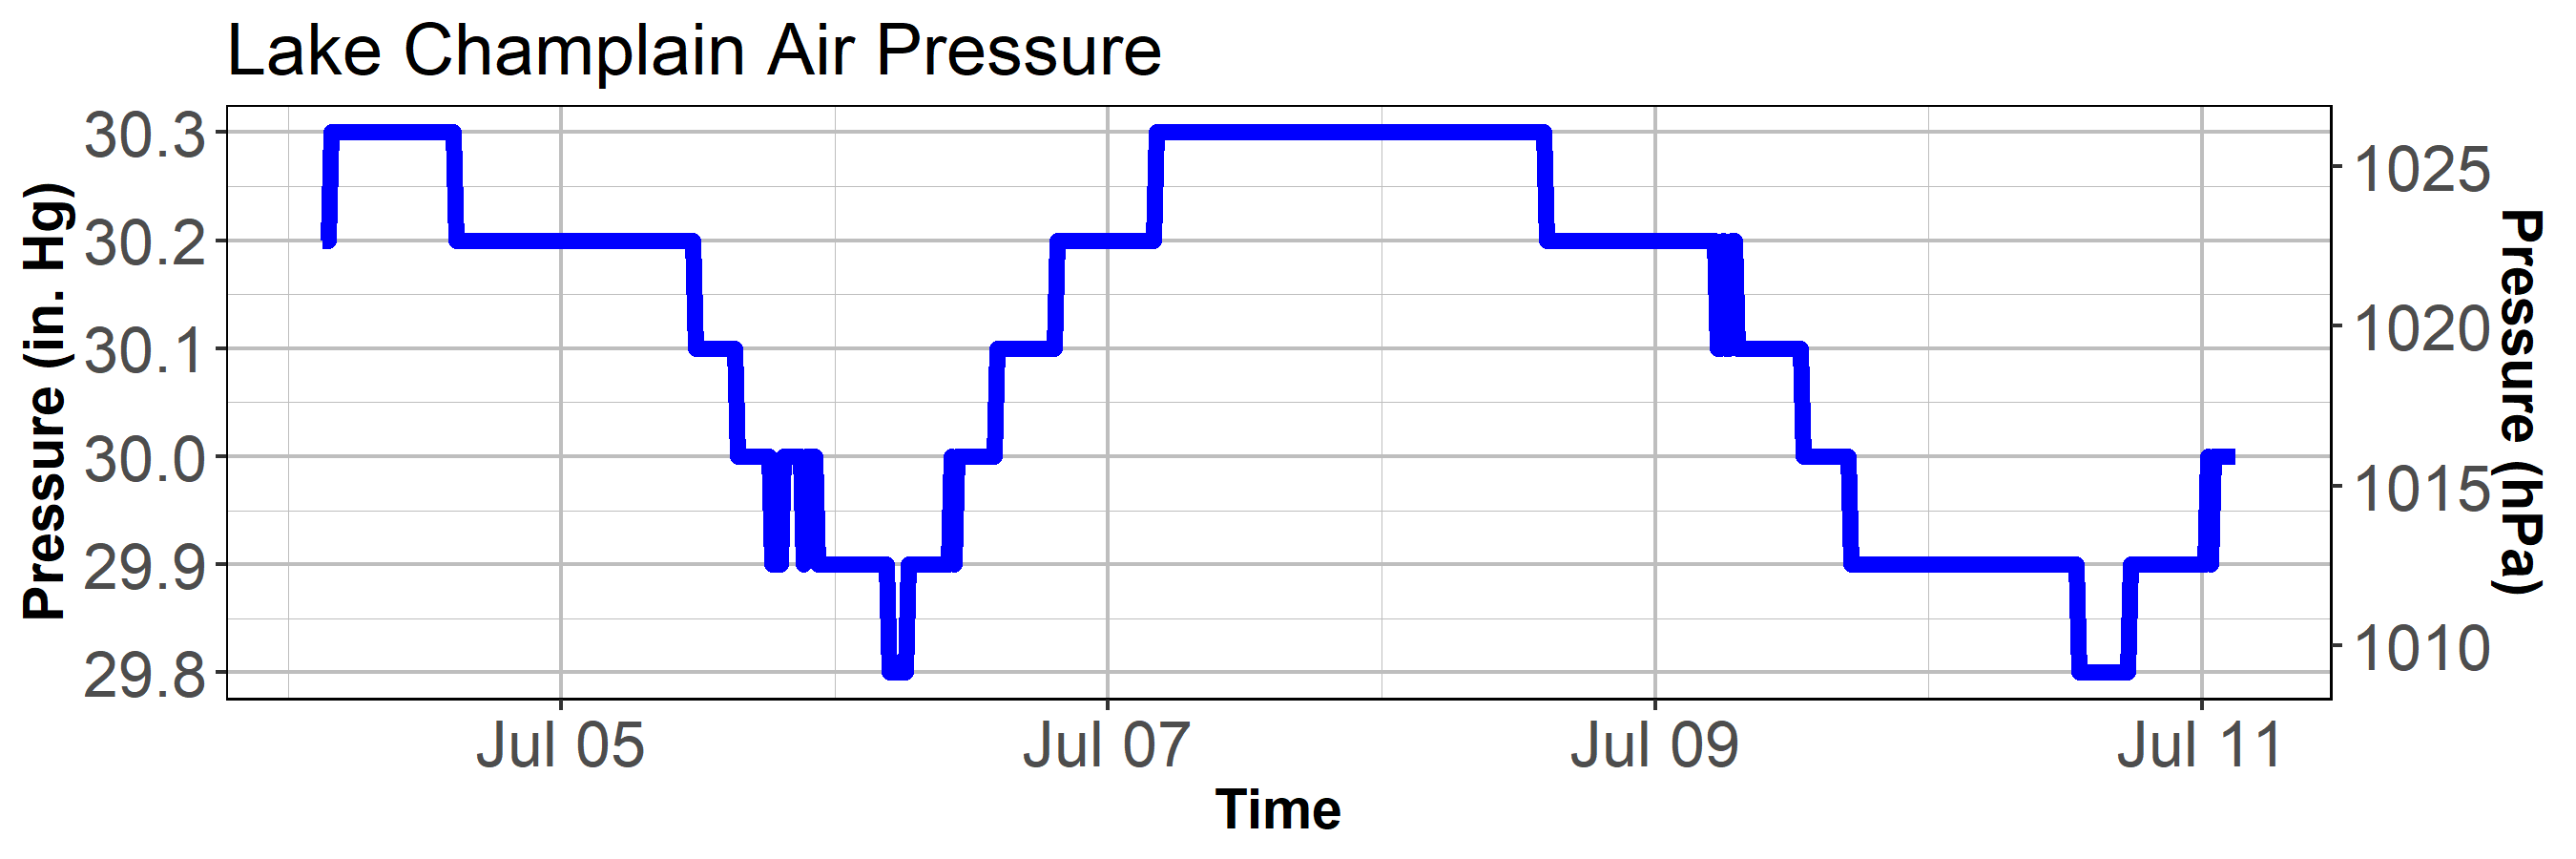 Lake Champlain Air Pressure
Pressure (in. Hg)
30.3
30.2
30.1
30.0
29.9
29.8
1025
1020
1015
1010
Pressure (hPa)
Jul 05 Jul 07 Jul 09 Jul 11
Time